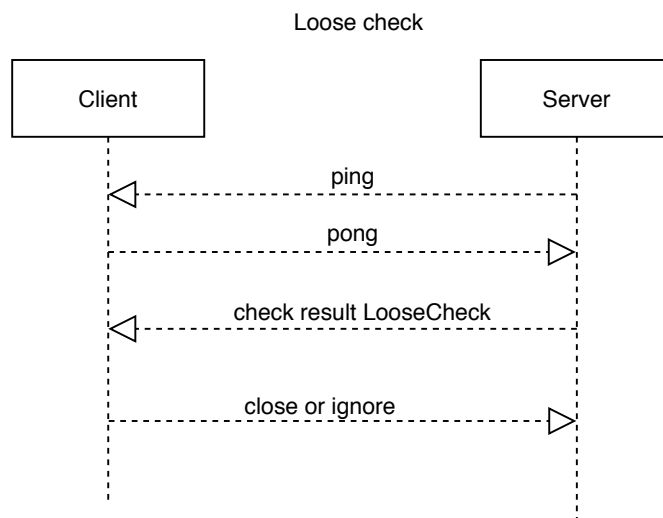 Loose check
Client
Server
ping
pong
check result LooseCheck
close or ignore